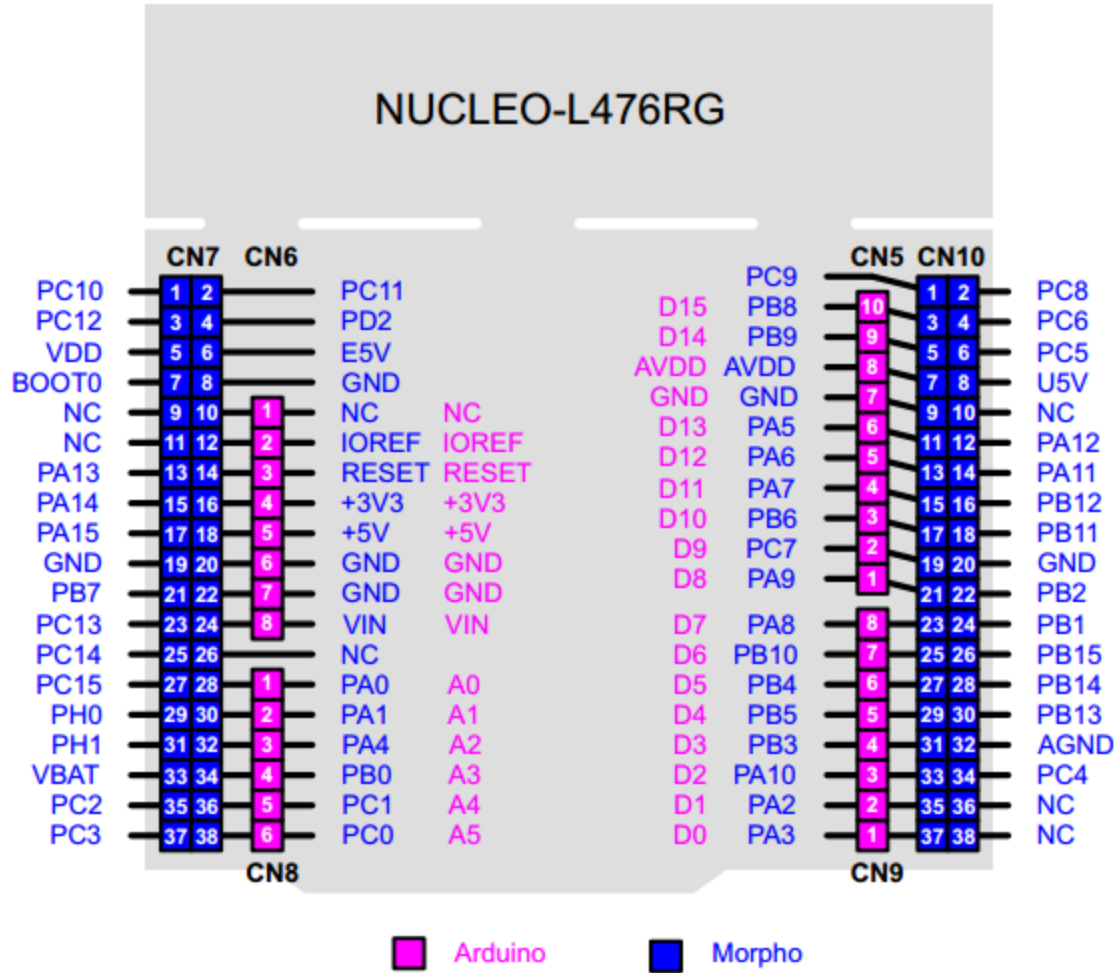 NUCLEO-L476RG
CN7 CN6 CN5 CN10
PC9
PC10 1 2 PC11 1 2 PC8
D15 PB8 10
PC12 3 4 PD2 3 4 PC6
D14 PB9 9
VDD 5 6 E5V 5 6 PC5
AVDD AVDD 8
BOOT0 7 8 GND 7 8 U5V
GND GND 7
NC 9 10 1 NC NC 9 10 NC
D13 PA5 6
NC 11 12 2 IOREF IOREF 11 12 PA12
D12 PA6 5
PA13 13 14 3 RESET RESET 13 14 PA11
D11 PA7 4
PA14 15 16 4 +3V3 +3V3 15 16 PB12
D10 PB6 3
PA15 17 18 5 +5V +5V 17 18 PB11
D9 PC7 2
GND 19 20 6 GND GND 19 20 GND
D8 PA9 1
PB7 21 22 7 GND GND 21 22 PB2
PC13 23 24 8 VIN VIN D7 PA8 8 23 24 PB1
PC14 25 26 NC D6 PB10 7 25 26 PB15
PC15 27 28 1 PA0 A0 D5 PB4 6 27 28 PB14
PH0 29 30 2 PA1 A1 D4 PB5 5 29 30 PB13
PH1 31 32 3 PA4 A2 D3 PB3 4 31 32 AGND
VBAT 33 34 4 PB0 A3 D2 PA10 3 33 34 PC4
PC2 35 36 5 PC1 A4 D1 PA2 2 35 36 NC
PC3 37 38 6 PC0 A5 D0 PA3 1 37 38 NC
CN8 CN9
Arduino Morpho